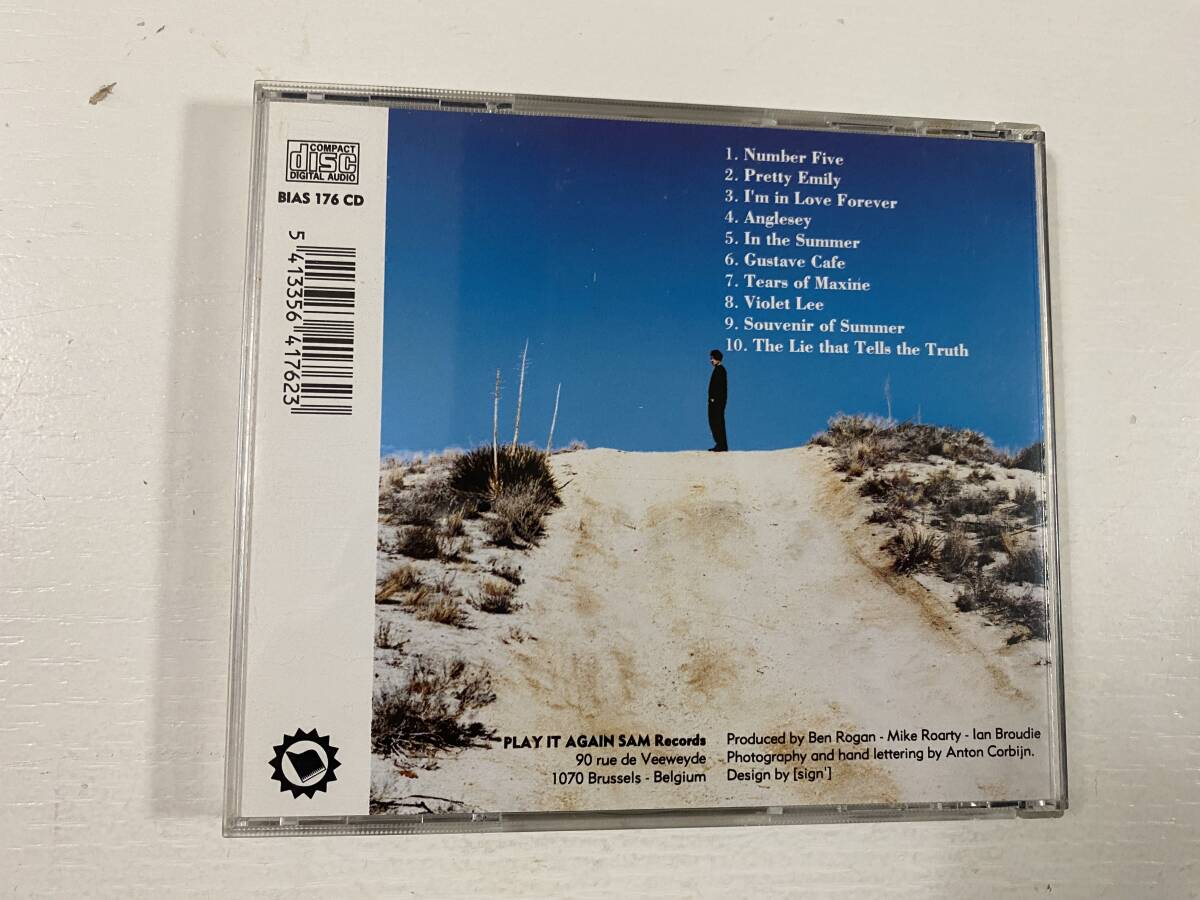 COMPACT
disc
DIGITAL AUDIO
BIAS 176 CD
5 413356 417623
1. Number Five
2. Pretty Emily
3. I'm in Love Forever
4. Anglesey
5. In the Summer
6. Gustave Cafe
7. Tears of Maxine
8. Violet Lee
9. Souvenir of Summer
10. The Lie that Tells the Truth
PLAY IT AGAIN SAM Records
90 rue de Veeweyde
1070 Brussels - Belgium
Produced by Ben Rogan - Mike Roarty - Ian Broudie
Photography and hand lettering by Anton Corbijn.
Design by [sign']